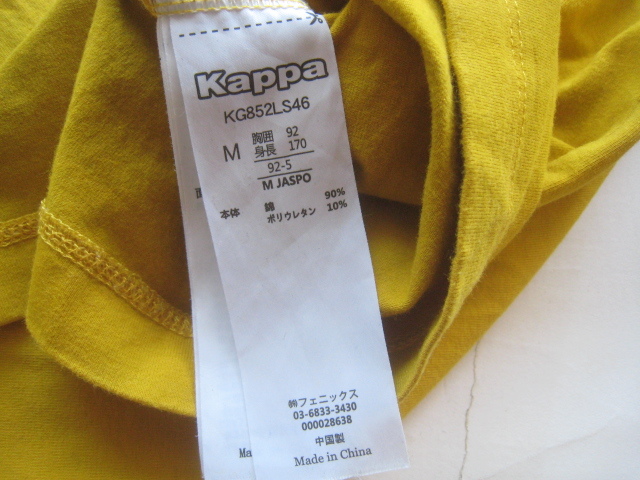 Kappa
KG852LS46
M 胸囲 92
身長 170
92-5
M JASPO
本体 綿 90%
ポリウレタン 10%
㈱フェニックス
03-6833-3430
000028638
中国製
Made in China
Ma